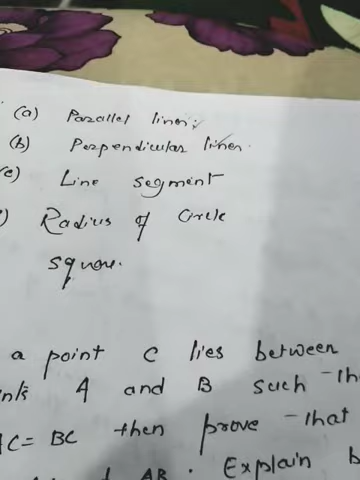 (a) Parallel lines:
(b) Perpendicular lines.
Line segment
Radius of circle
square.
a point C lies between
A and B such
= BC then prove that
AB. Explain